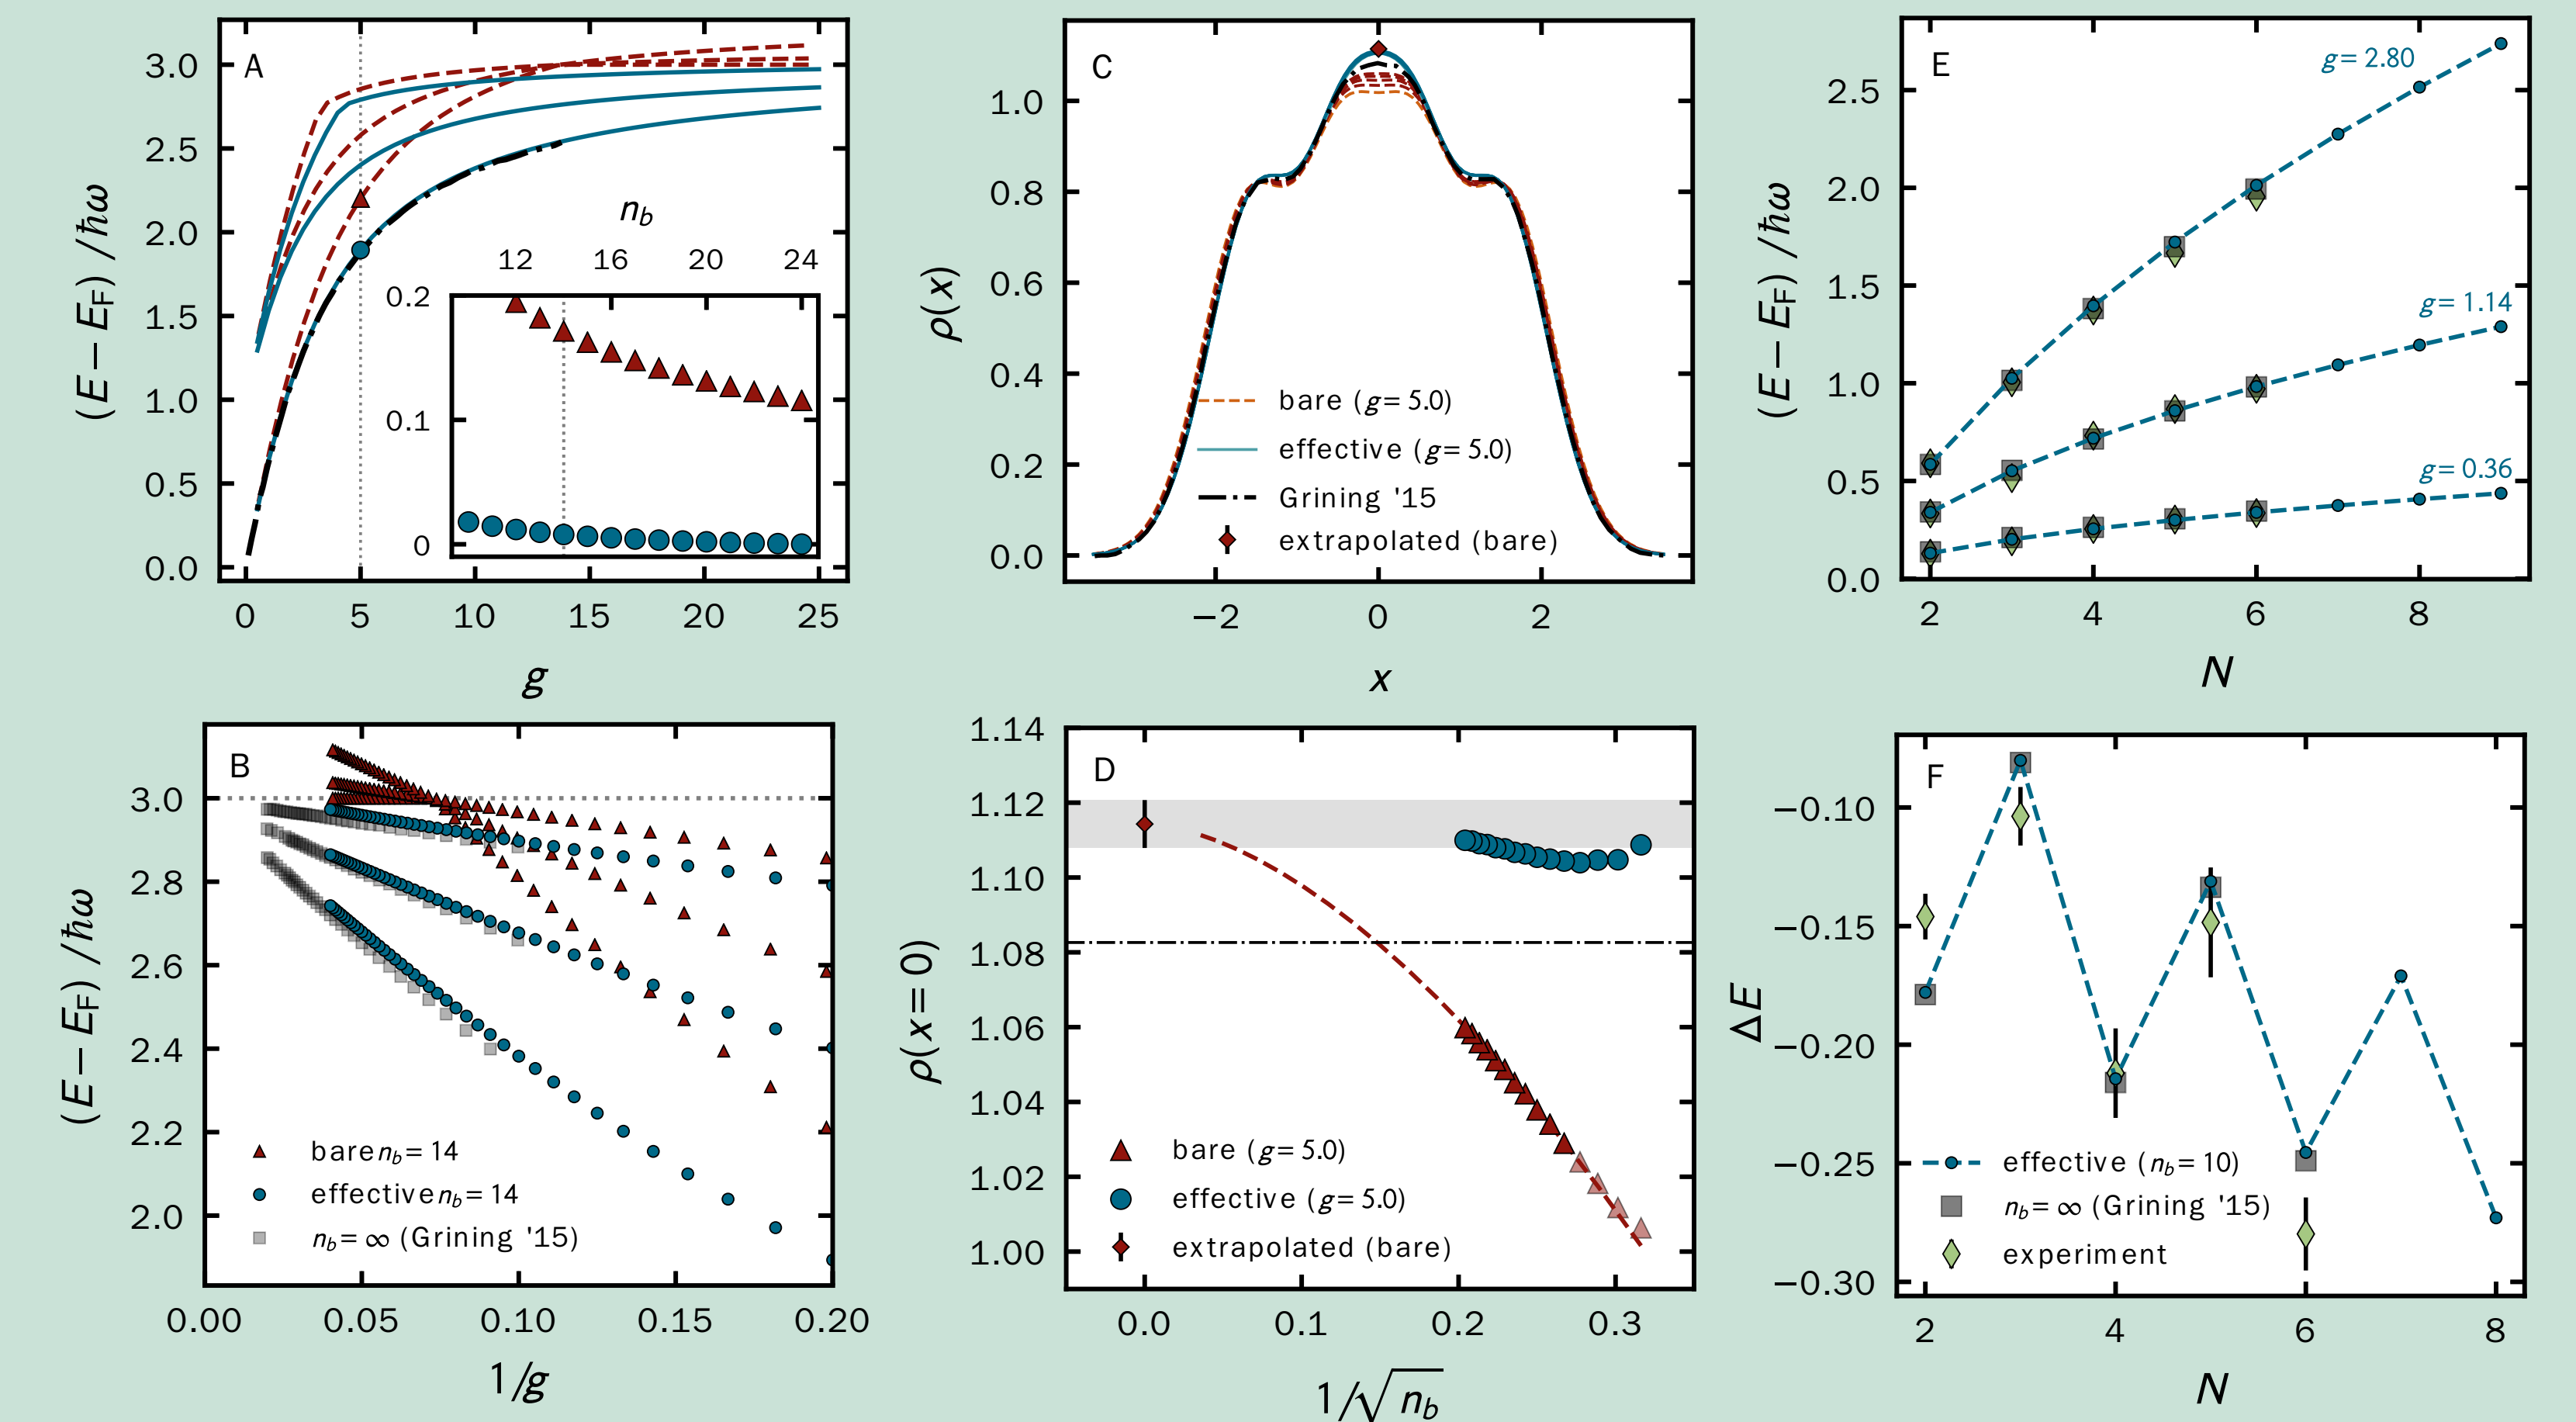 A
3.0
2.5
2.0
1.5
1.0
0.5
0.0
(E − E_F) /ħω
n_b
12 16 20 24
0.2
0.1
0
0 5 10 15 20 25
g
C
1.0
0.8
0.6
0.4
0.2
0.0
ρ(x)
bare (g = 5.0)
effective (g = 5.0)
Grining '15
extrapolated (bare)
−2 0 2
x
E
2.5
2.0
1.5
1.0
0.5
0.0
(E − E_F) /ħω
g = 2.80
g = 1.14
g = 0.36
2 4 6 8
N
B
3.0
2.8
2.6
2.4
2.2
2.0
(E − E_F) /ħω
bare n_b = 14
effective n_b = 14
n_b = ∞ (Grining '15)
0.00 0.05 0.10 0.15 0.20
1/g
D
1.14
1.12
1.10
1.08
1.06
1.04
1.02
1.00
ρ(x = 0)
bare (g = 5.0)
effective (g = 5.0)
extrapolated (bare)
0.0 0.1 0.2 0.3
1/√n_b
F
−0.10
−0.15
−0.20
−0.25
−0.30
ΔE
effective (n_b = 10)
n_b = ∞ (Grining '15)
experiment
2 4 6 8
N